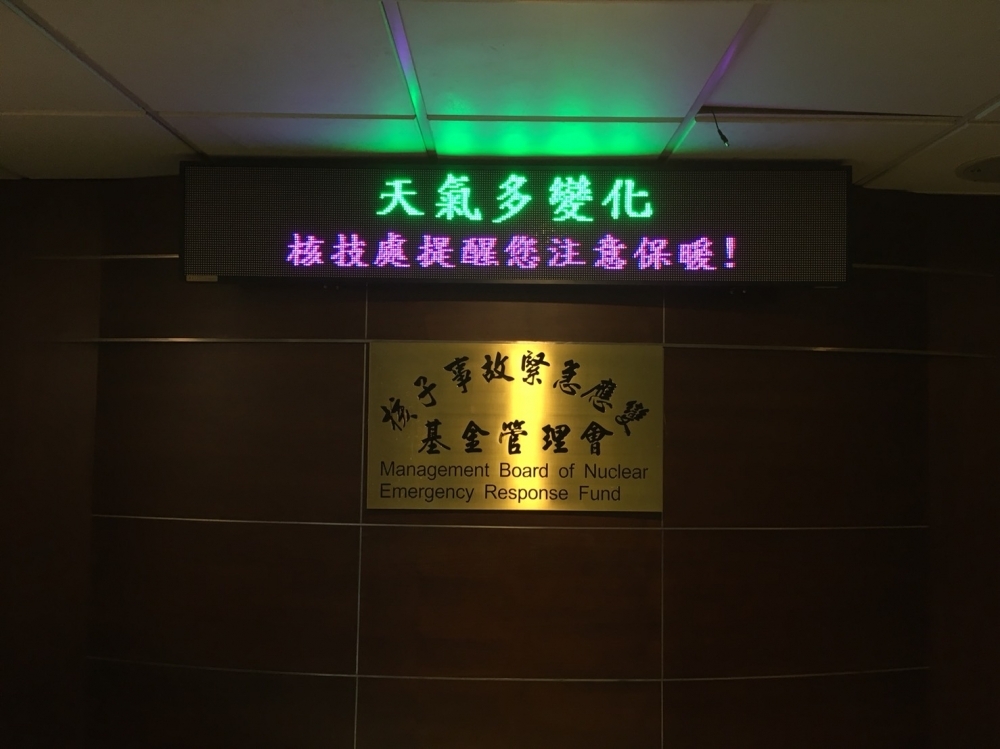 天氣多變化
核技處提醒您注意保暖!
核子事故緊急應變
基金管理會
Management Board of Nuclear
Emergency Response Fund